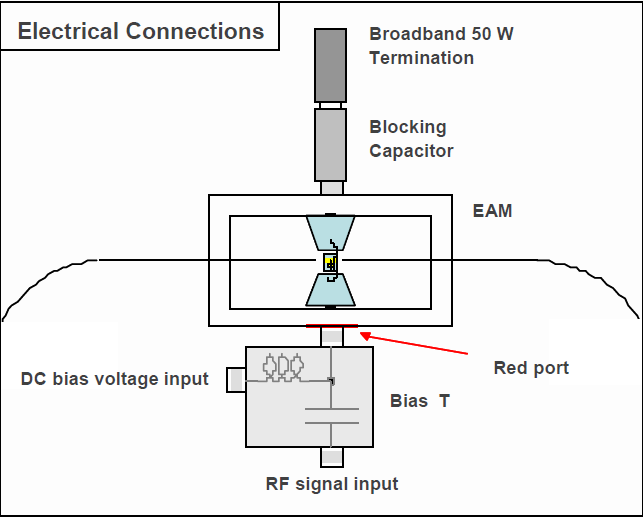 Electrical Connections
Broadband 50 W
Termination
Blocking
Capacitor
EAM
Red port
DC bias voltage input
Bias T
RF signal input